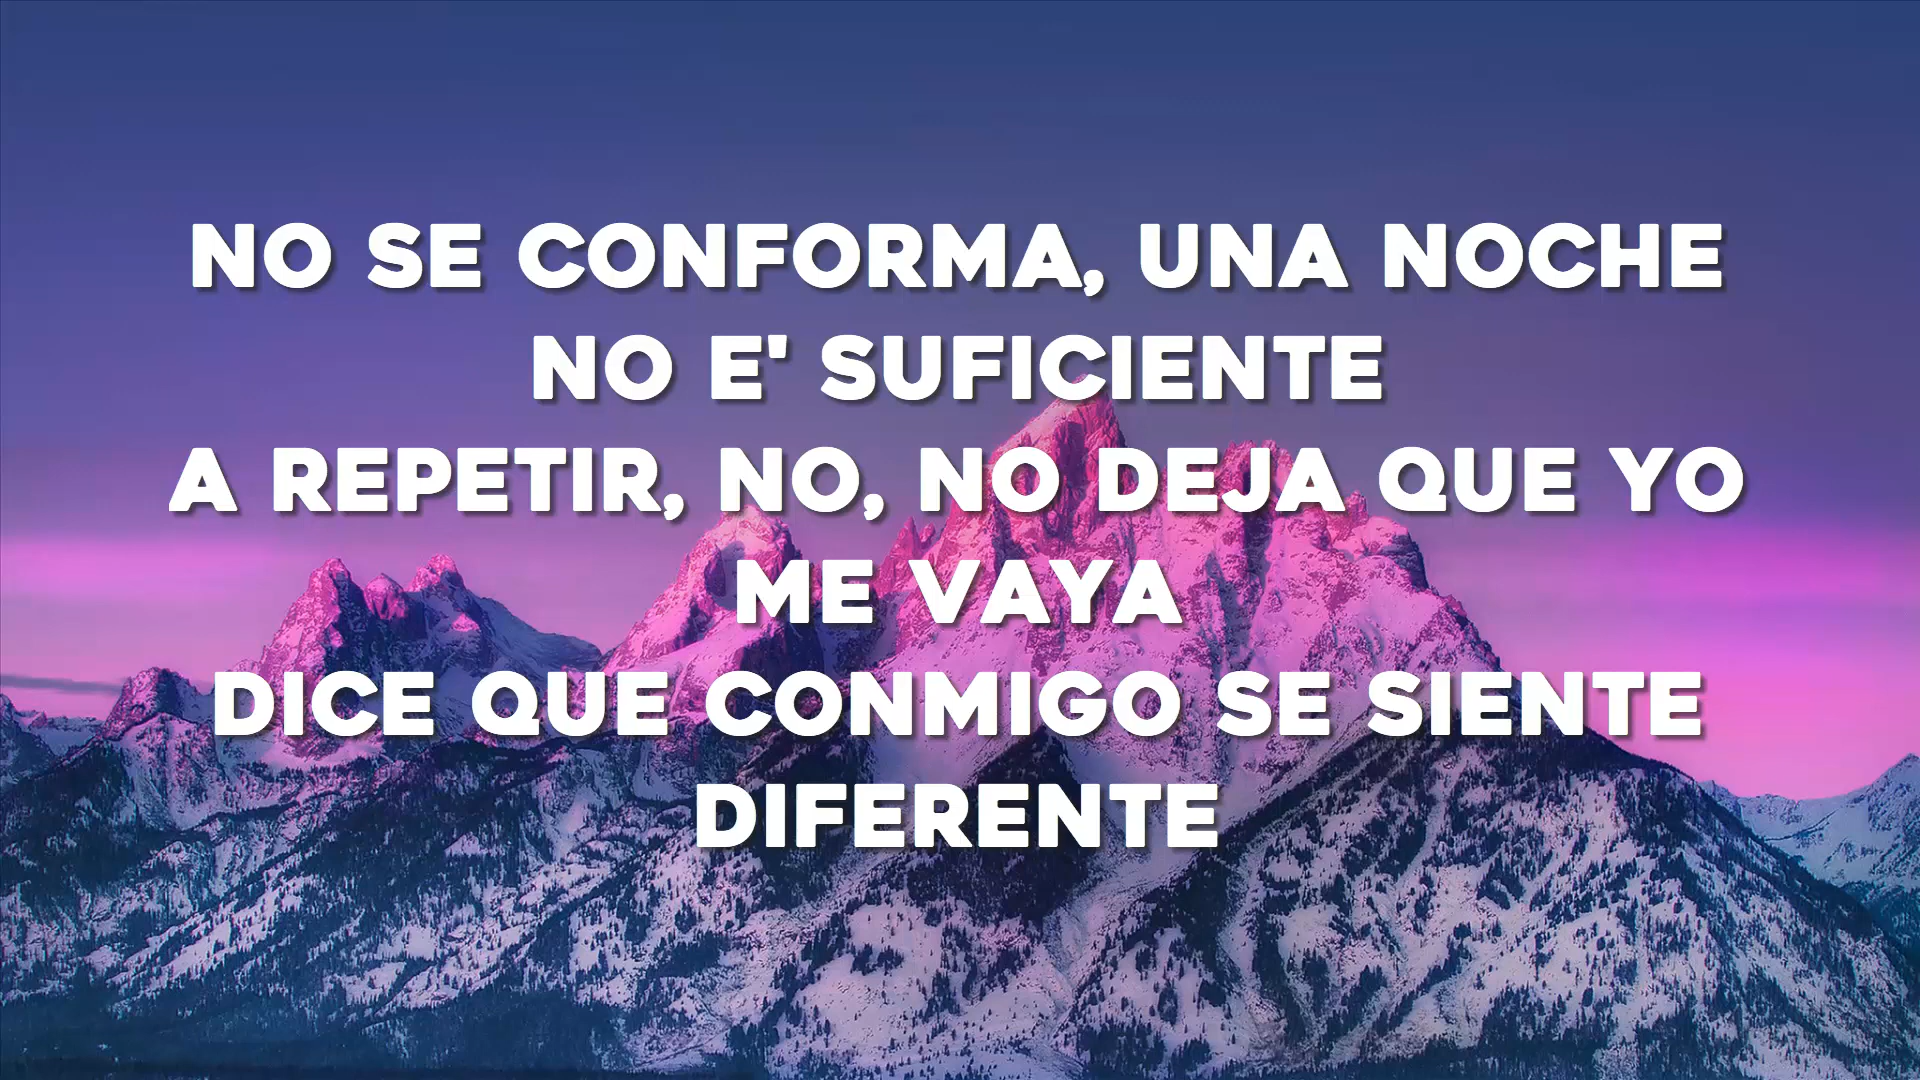 NO SE CONFORMA, UNA NOCHE
NO E' SUFICIENTE
A REPETIR, NO, NO DEJA QUE YO
ME VAYA
DICE QUE CONMIGO SE SIENTE
DIFERENTE